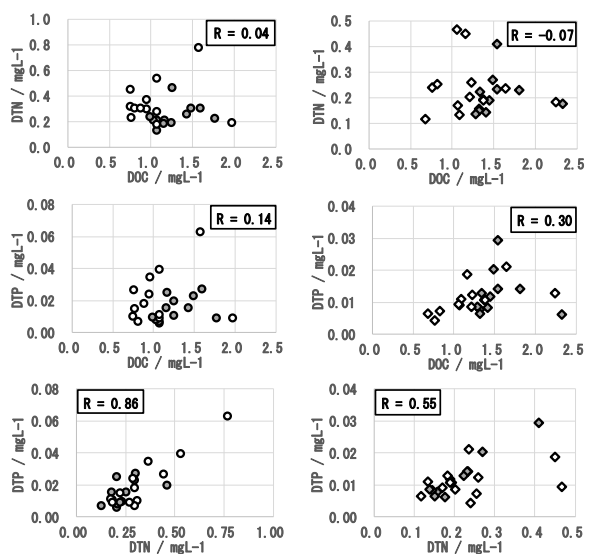 R = 0.04
DTN / mgL-1
1.0
0.8
0.6
0.4
0.2
0.0
0.0 0.5 1.0 1.5 2.0 2.5
DOC / mgL-1
R = -0.07
DTN / mgL-1
0.5
0.4
0.3
0.2
0.1
0.0
0.0 0.5 1.0 1.5 2.0 2.5
DOC / mgL-1
R = 0.14
DTP / mgL-1
0.08
0.06
0.04
0.02
0.00
0.0 0.5 1.0 1.5 2.0 2.5
DOC / mgL-1
R = 0.30
DTP / mgL-1
0.04
0.03
0.02
0.01
0.00
0.0 0.5 1.0 1.5 2.0 2.5
DOC / mgL-1
R = 0.86
DTP / mgL-1
0.08
0.06
0.04
0.02
0.00
0.00 0.25 0.50 0.75 1.00
DTN / mgL-1
R = 0.55
DTP / mgL-1
0.04
0.03
0.02
0.01
0.00
0.0 0.1 0.2 0.3 0.4 0.5
DTN / mgL-1